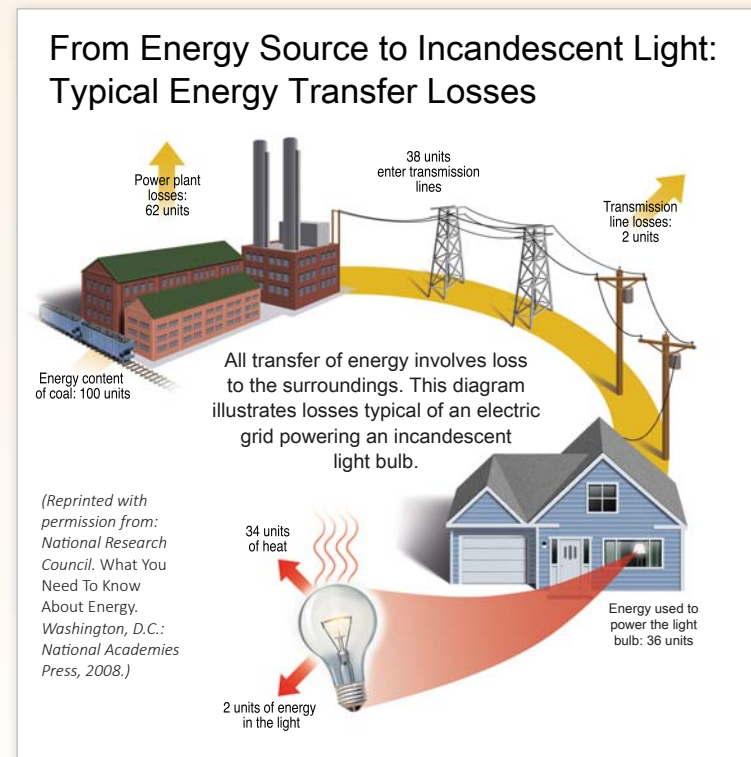 From Energy Source to Incandescent Light:
Typical Energy Transfer Losses
Power plant
losses:
62 units
38 units
enter transmission
lines
Transmission
line losses:
2 units
Energy content
of coal: 100 units
All transfer of energy involves loss
to the surroundings. This diagram
illustrates losses typical of an electric
grid powering an incandescent
light bulb.
(Reprinted with
permission from:
National Research
Council. What You
Need To Know
About Energy.
Washington, D.C.:
National Academies
Press, 2008.)
34 units
of heat
Energy used to
power the light
bulb: 36 units
2 units of energy
in the light